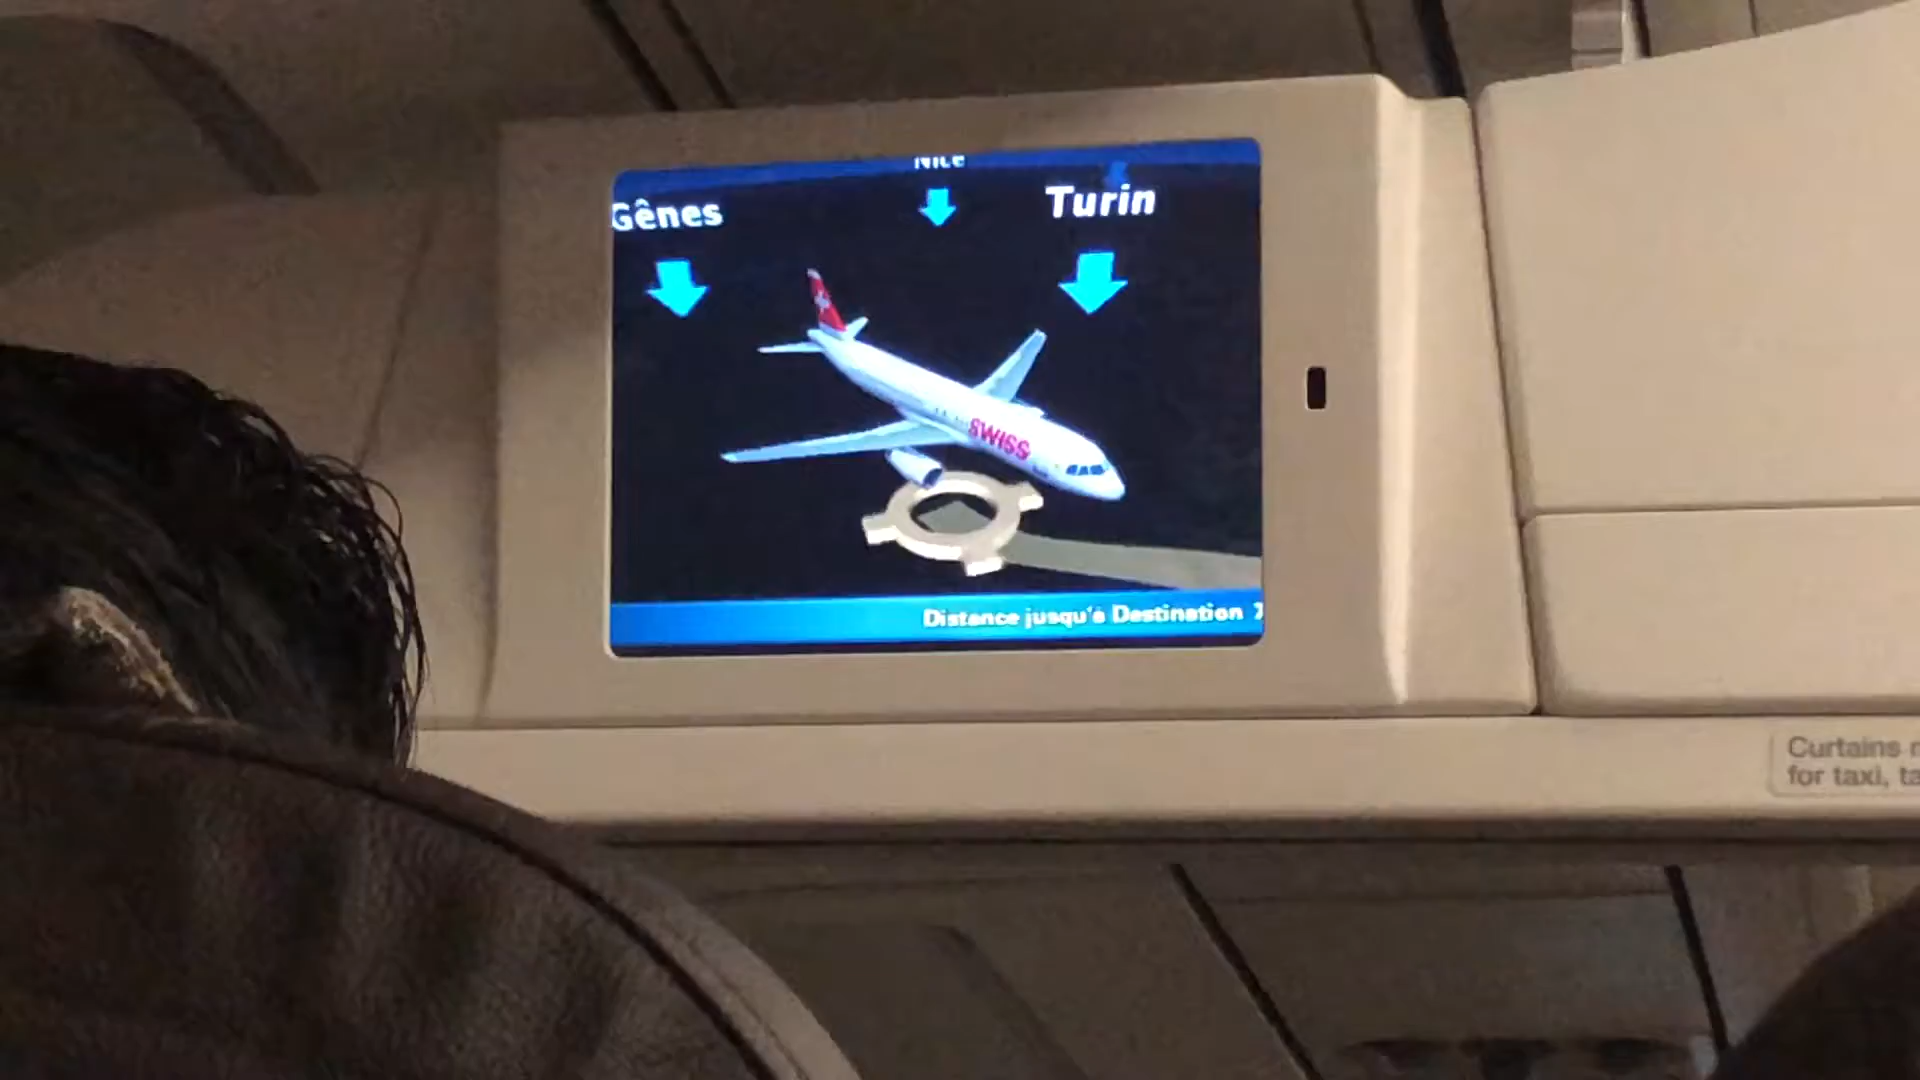 Nice
Gênes
Turin
SWISS
Distance jusqu'à Destination
Curtains
for taxi,